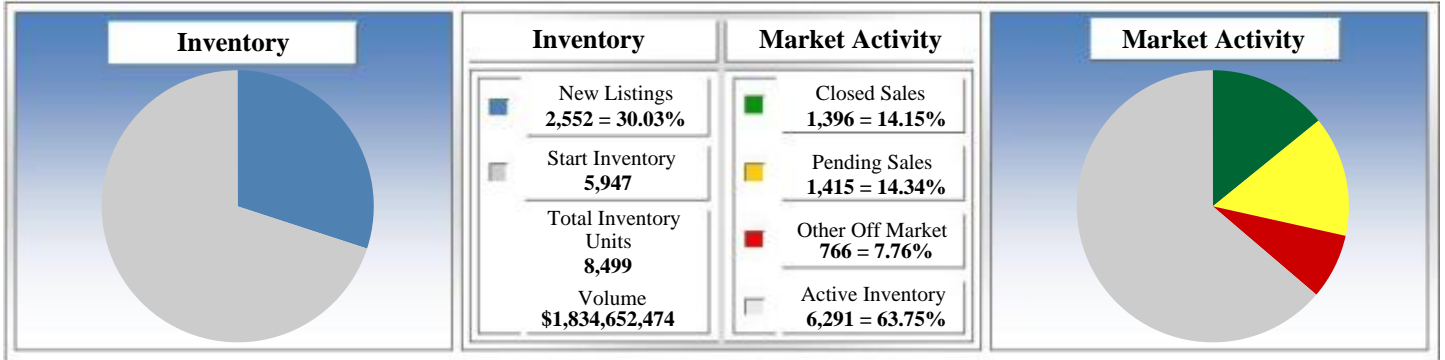 Inventory
Inventory
New Listings
2,552 = 30.03%
Start Inventory
5,947
Total Inventory
Units
8,499
Volume
$1,834,652,474
Market Activity
Closed Sales
1,396 = 14.15%
Pending Sales
1,415 = 14.34%
Other Off Market
766 = 7.76%
Active Inventory
6,291 = 63.75%
Market Activity